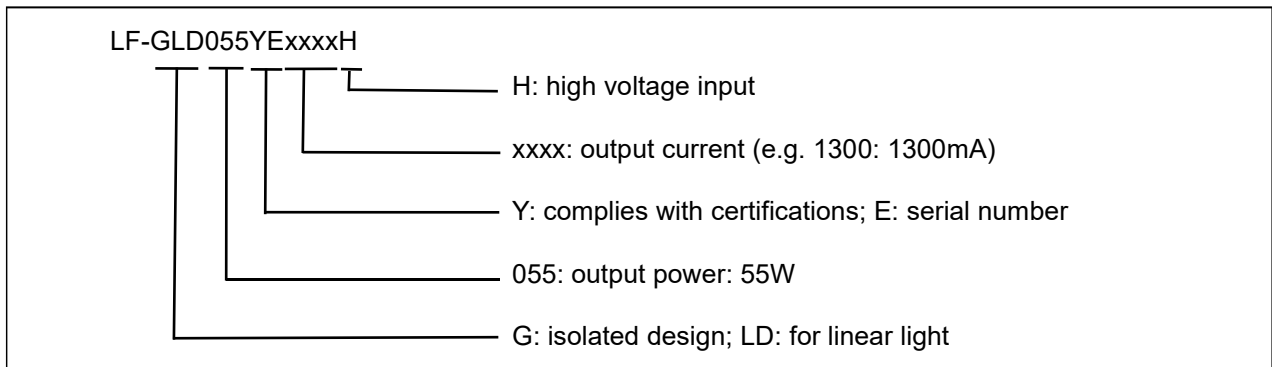 LF-GLD055YExxxxH
H: high voltage input
xxxx: output current (e.g. 1300: 1300mA)
Y: complies with certifications; E: serial number
055: output power: 55W
G: isolated design; LD: for linear light